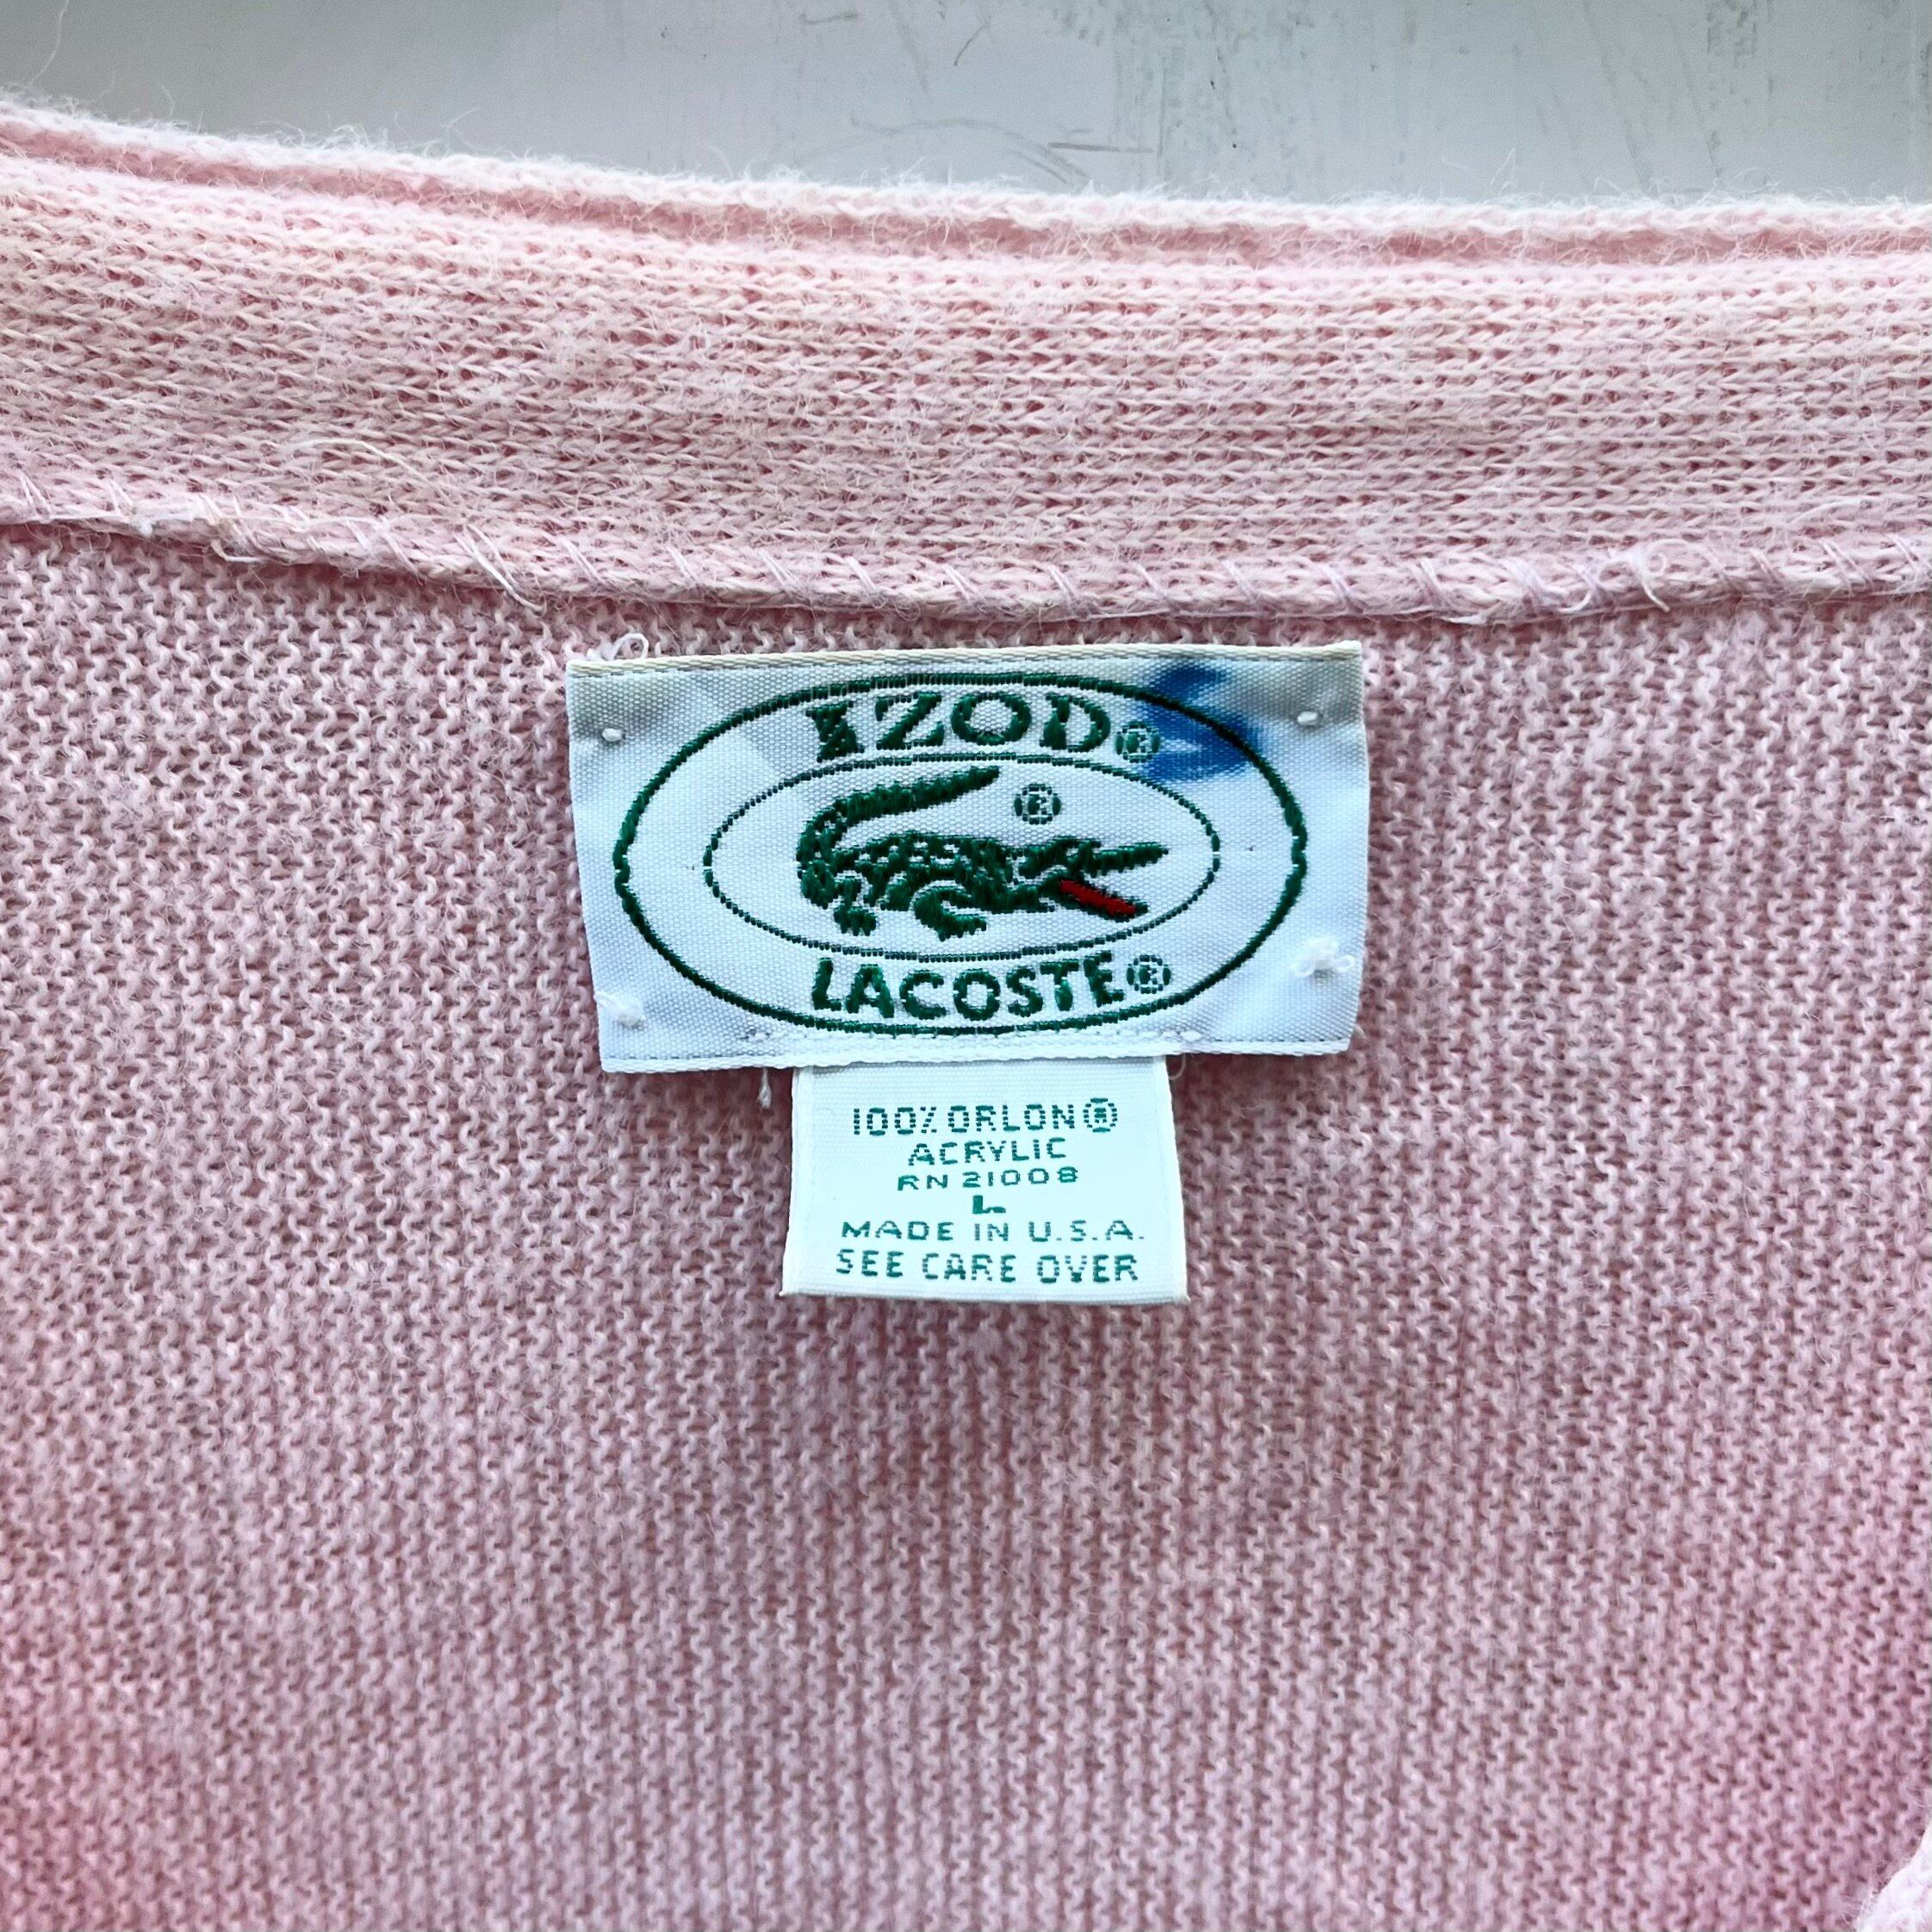 IZOD®
®
LACOSTE®
100% ORLON®
ACRYLIC
RN 21008
L
MADE IN U.S.A.
SEE CARE OVER